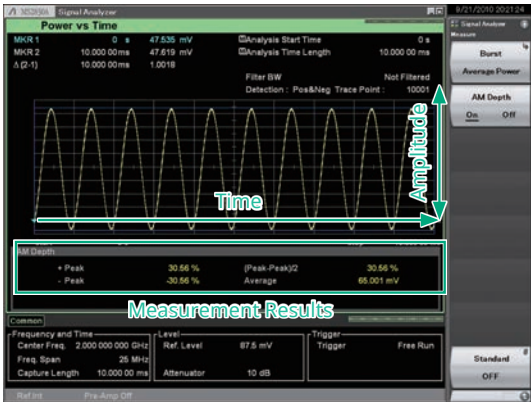 MS2830A Signal Analyzer
9/21/2010 20:21:24
Power vs Time
MKR 1 0 s 47.535 mV
MKR 2 10.000 00 ms 47.619 mV
Δ (2-1) 10.000 00 ms 1.0018
Analysis Start Time 0 s
Analysis Time Length 10.000 00 ms
Filter BW Not Filtered
Detection : Pos&Neg Trace Point : 10001
Amplitude
Time
AM Depth
+ Peak 30.56 % (Peak-Peak)/2 30.56 %
- Peak -30.56 % Average 65.001 mV
Measurement Results
Common
Frequency and Time
Center Freq. 2.000 000 000 GHz
Freq. Span 25 MHz
Capture Length 10.000 00 ms
Level
Ref. Level 87.5 mV
Attenuator 10 dB
Trigger
Trigger Free Run
Ref.Int Pre-Amp Off
Signal Analyzer
Measure
Burst
Average Power
AM Depth
On Off
Standard
OFF